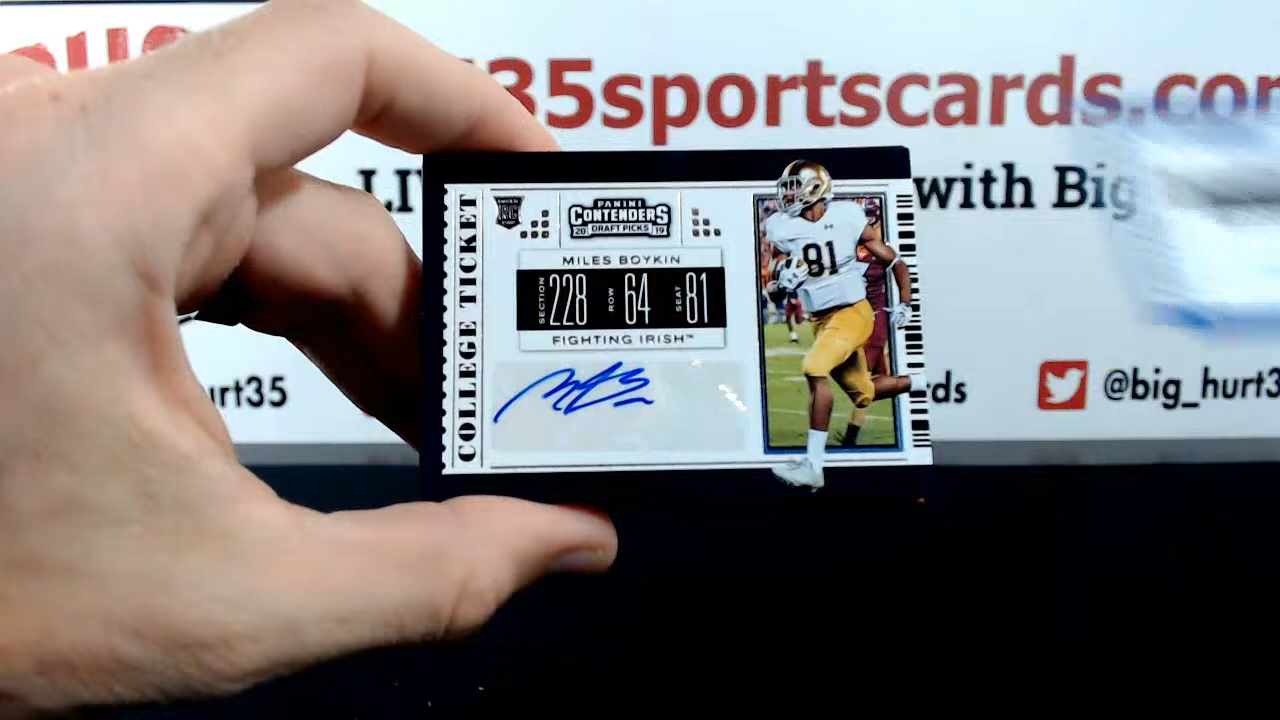 35sportscards.co
LI
with Big
RC
PANINI
CONTENDERS
20 DRAFT PICKS 19
COLLEGE TICKET
MILES BOYKIN
SECTION 228 ROW 64 SEAT 81
FIGHTING IRISH™
81
urt35
ds
@big_hurt3